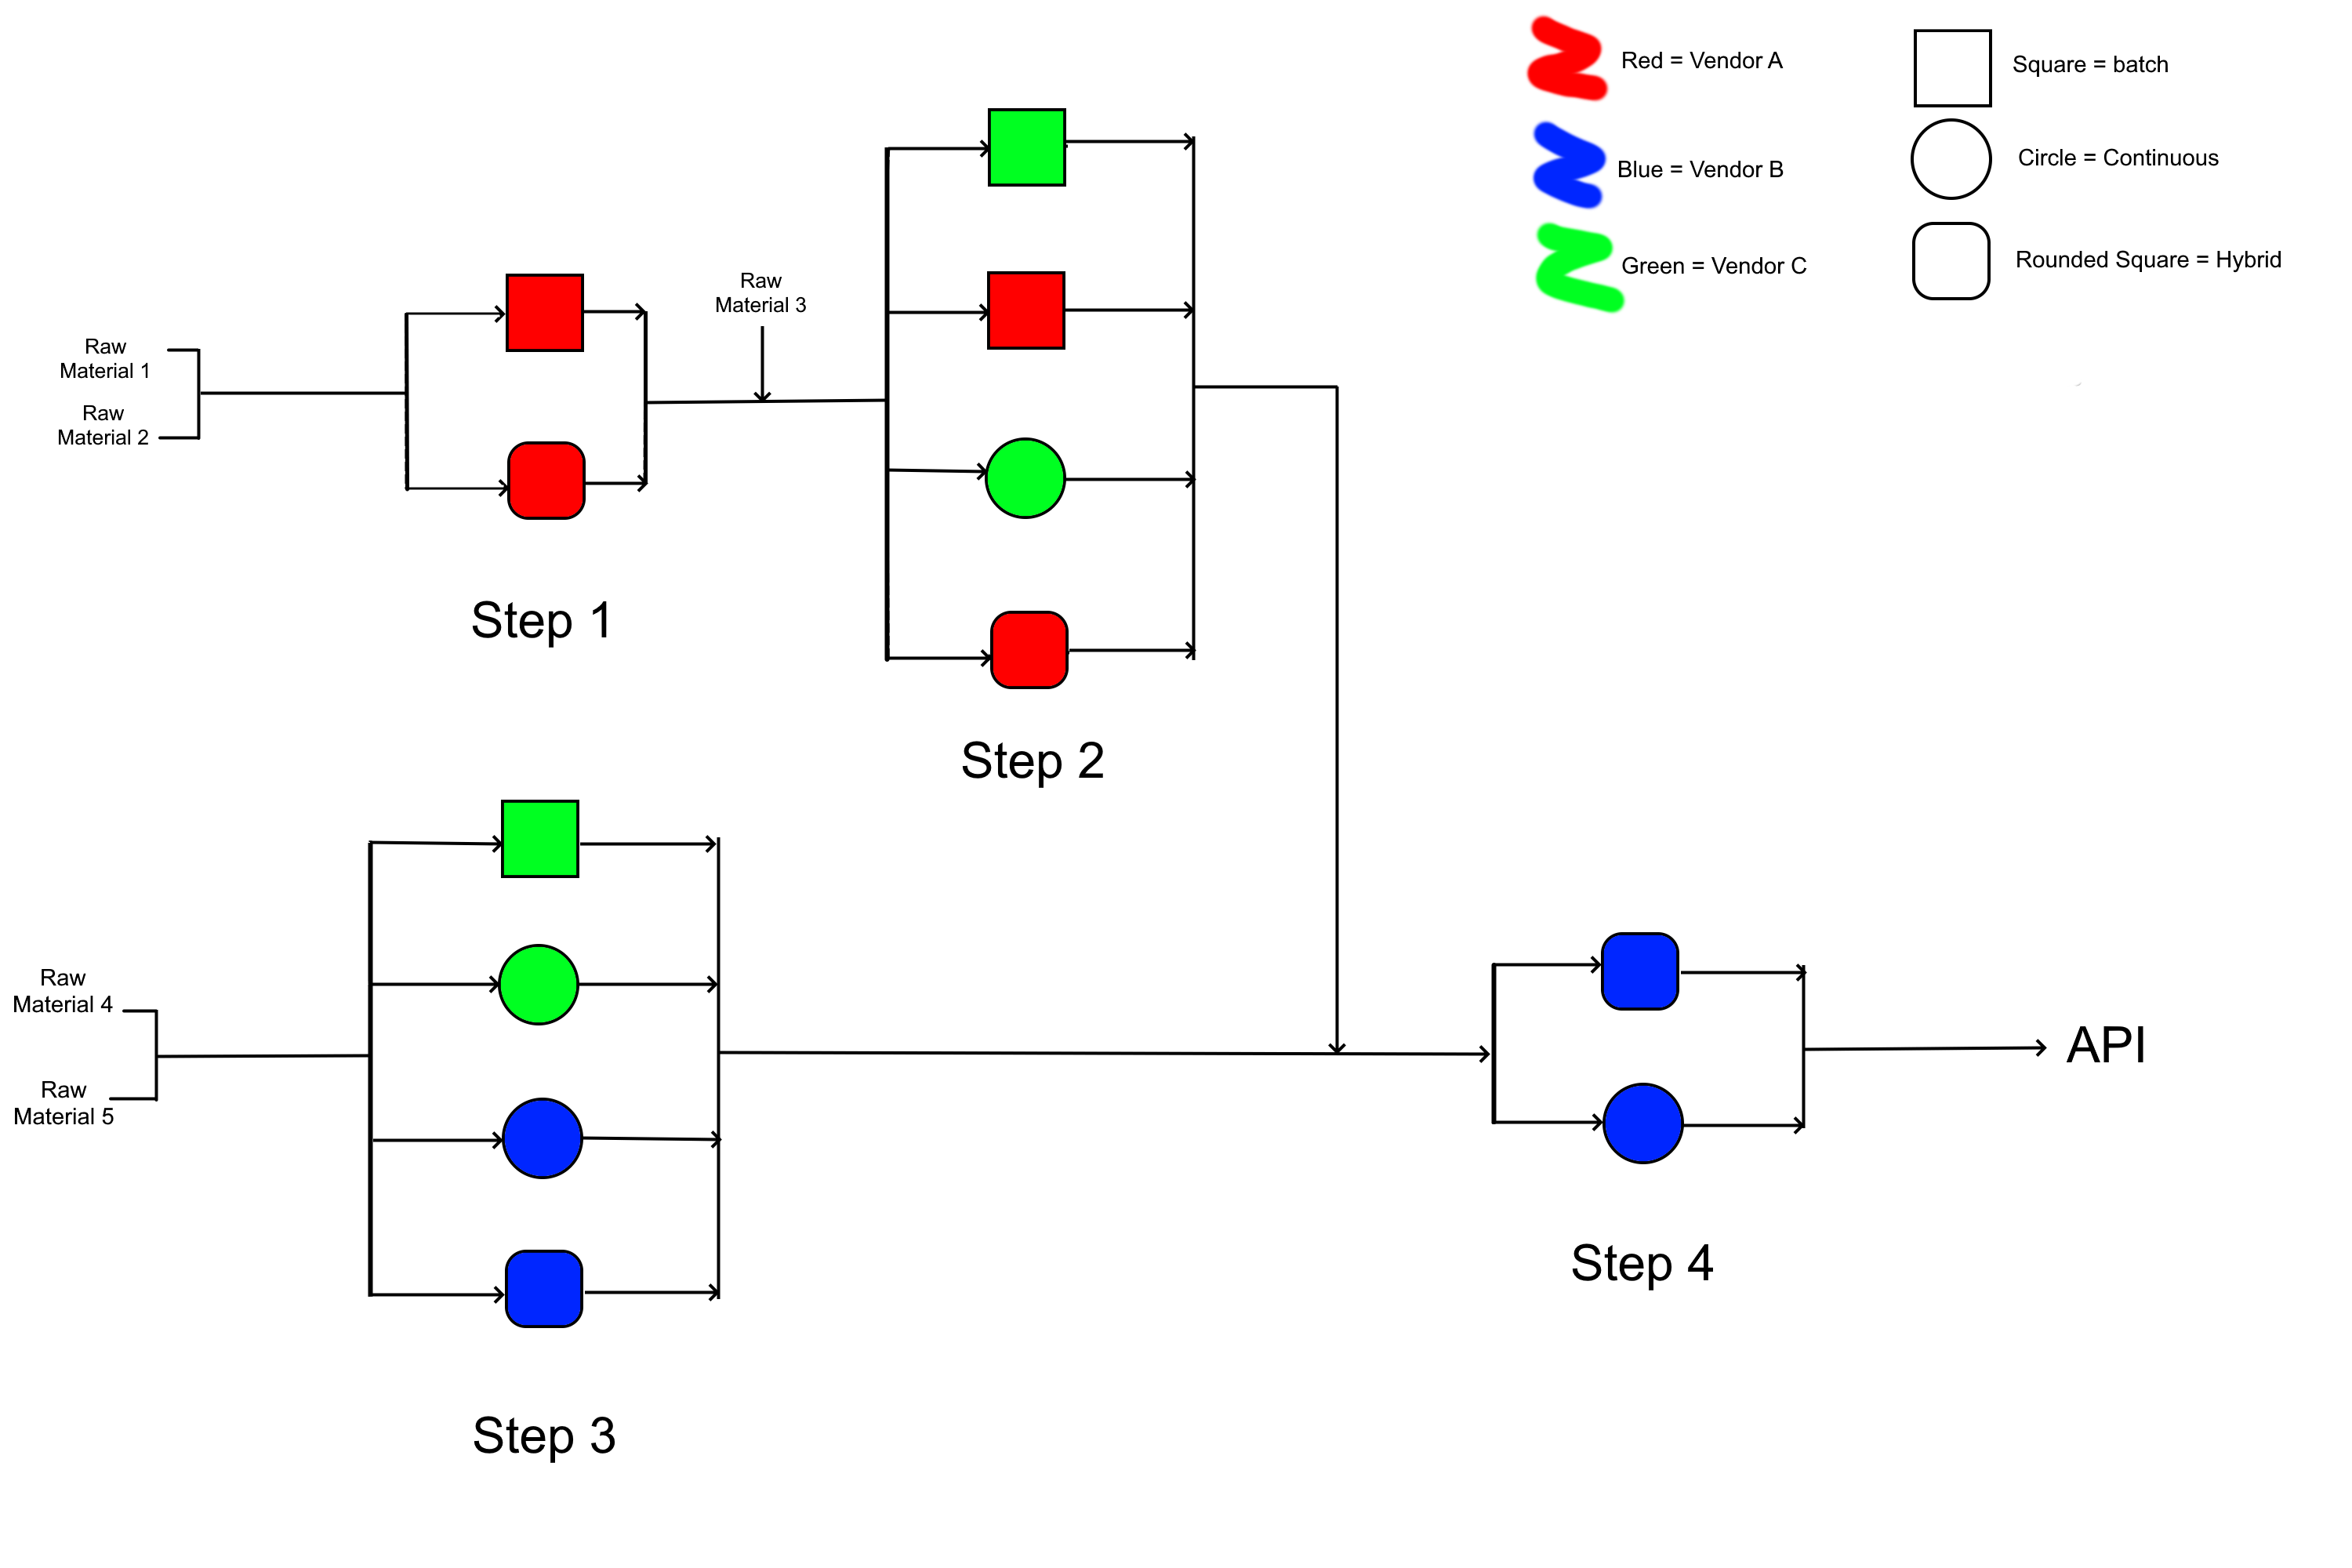 Red = Vendor A
Square = batch
Blue = Vendor B
Circle = Continuous
Green = Vendor C
Rounded Square = Hybrid
Raw
Material 1
Raw
Material 2
Raw
Material 3
Step 1
Step 2
Raw
Material 4
Raw
Material 5
Step 3
Step 4
API